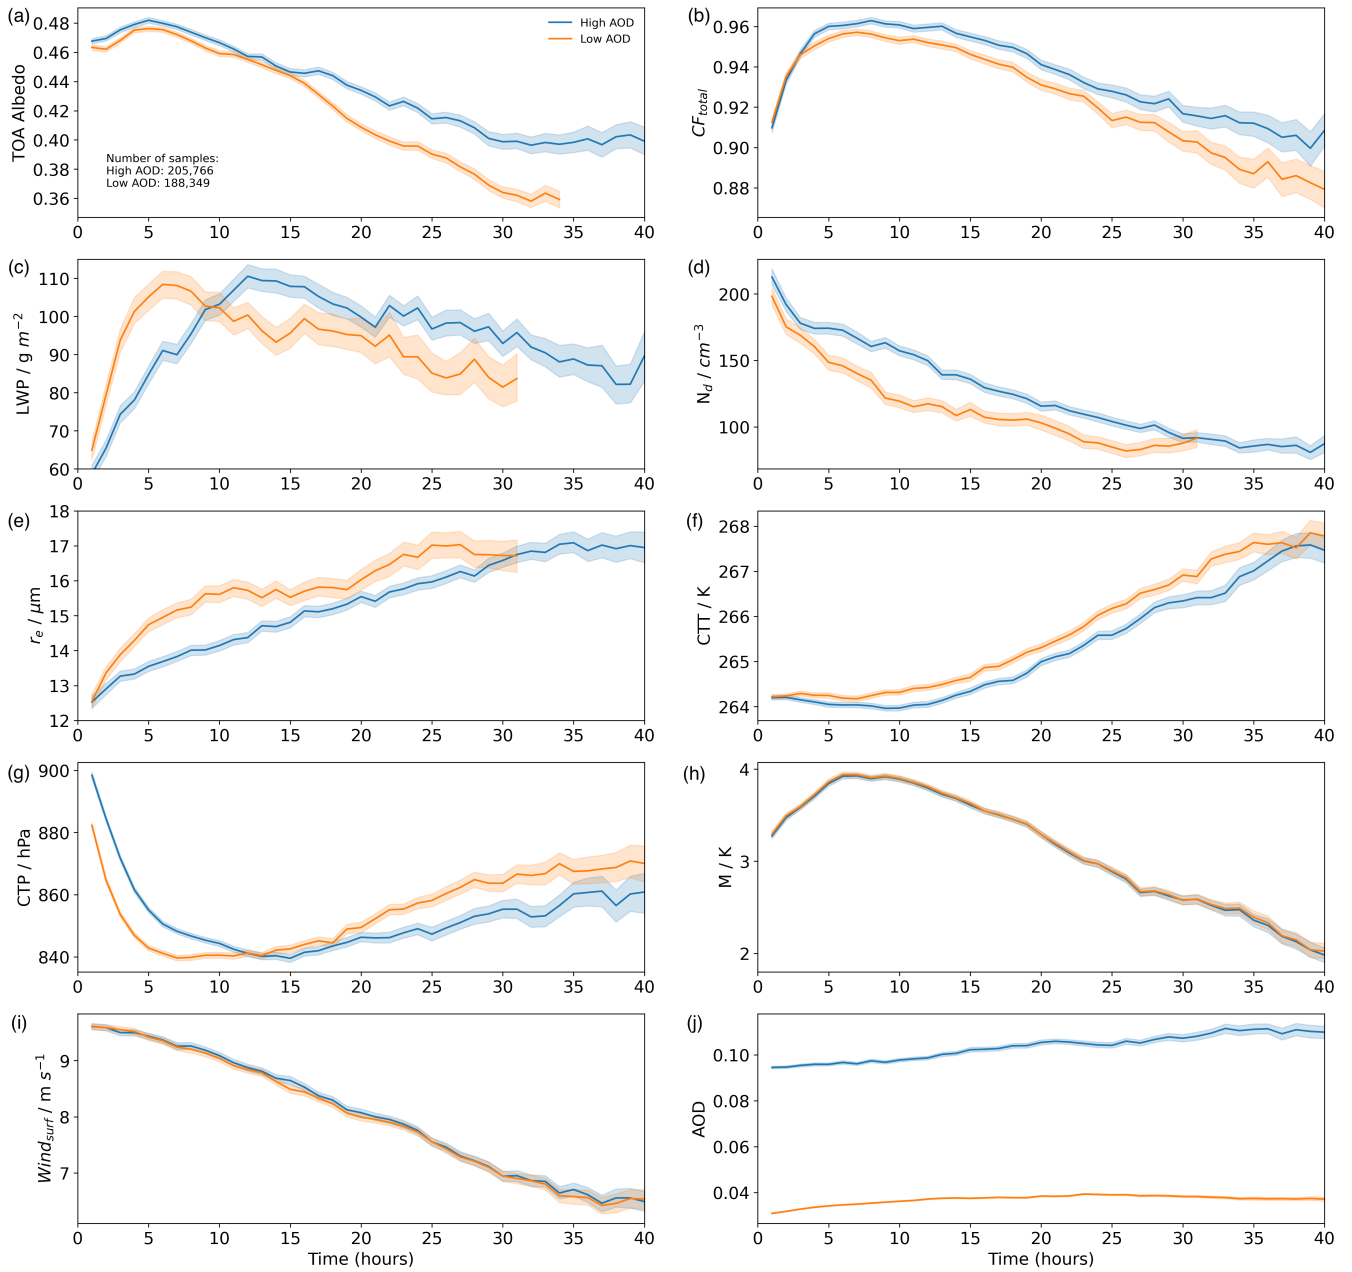 (a)
TOA Albedo
0.48
0.46
0.44
0.42
0.40
0.38
0.36
High AOD
Low AOD
Number of samples:
High AOD: 205,766
Low AOD: 188,349
0 5 10 15 20 25 30 35 40
(b)
CF_total
0.96
0.94
0.92
0.90
0.88
0 5 10 15 20 25 30 35 40
(c)
LWP / g m⁻²
110
100
90
80
70
60
0 5 10 15 20 25 30 35 40
(d)
N_d / cm⁻³
200
150
100
0 5 10 15 20 25 30 35 40
(e)
r_e / μm
18
17
16
15
14
13
12
0 5 10 15 20 25 30 35 40
(f)
CTT / K
268
267
266
265
264
0 5 10 15 20 25 30 35 40
(g)
CTP / hPa
900
880
860
840
0 5 10 15 20 25 30 35 40
(h)
M / K
4
3
2
0 5 10 15 20 25 30 35 40
(i)
Wind_surf / m s⁻¹
9
8
7
0 5 10 15 20 25 30 35 40
Time (hours)
(j)
AOD
0.10
0.08
0.06
0.04
0 5 10 15 20 25 30 35 40
Time (hours)